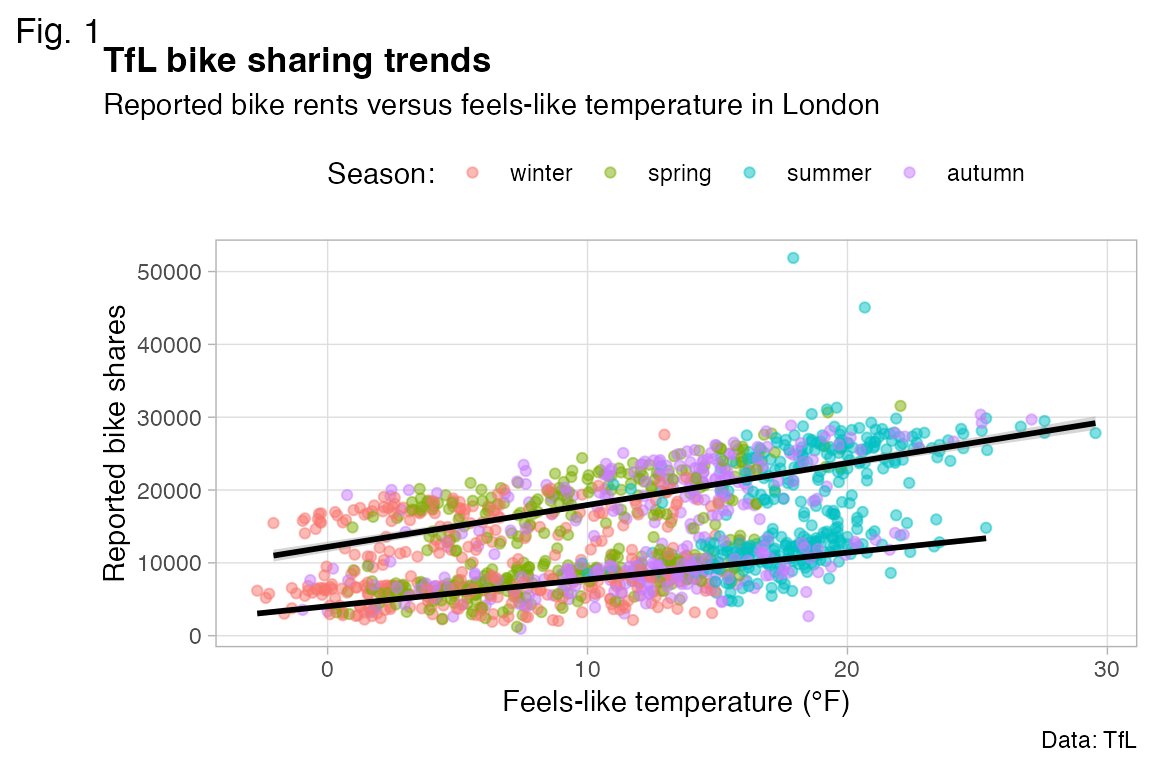 Fig. 1
TfL bike sharing trends
Reported bike rents versus feels-like temperature in London
Season: winter spring summer autumn
Reported bike shares
50000
40000
30000
20000
10000
0
0 10 20 30
Feels-like temperature (°F)
Data: TfL